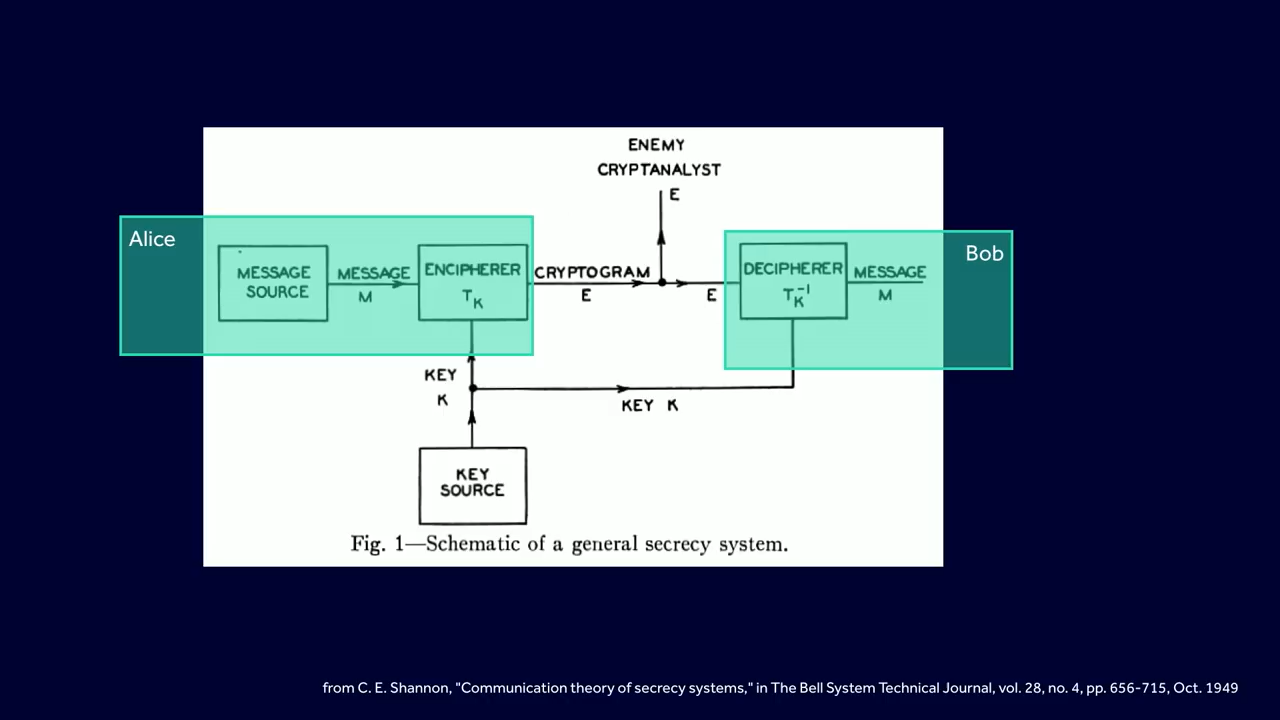 ENEMY
CRYPTANALYST
E
Alice
Bob
MESSAGE
SOURCE
MESSAGE
M
ENCIPHERER
T_K
CRYPTOGRAM
E
E
DECIPHERER
T_K^-1
MESSAGE
M
KEY
K
KEY K
KEY
SOURCE
Fig. 1—Schematic of a general secrecy system.
from C. E. Shannon, "Communication theory of secrecy systems," in The Bell System Technical Journal, vol. 28, no. 4, pp. 656-715, Oct. 1949